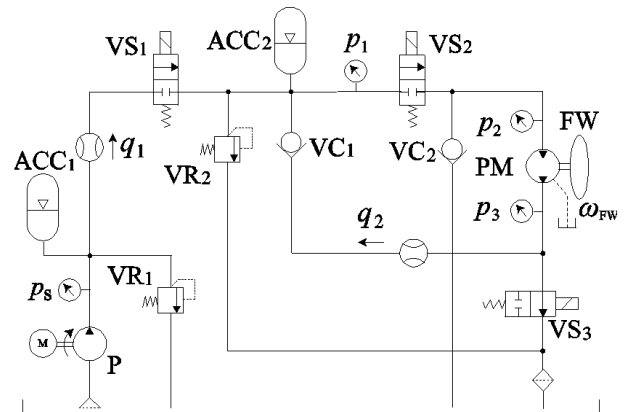 VS1
ACC2
p1
VS2
q1
VR2
VC1
VC2
p2
FW
PM
ACC1
q2
p3
ωFW
ps
VR1
VS3
M
P